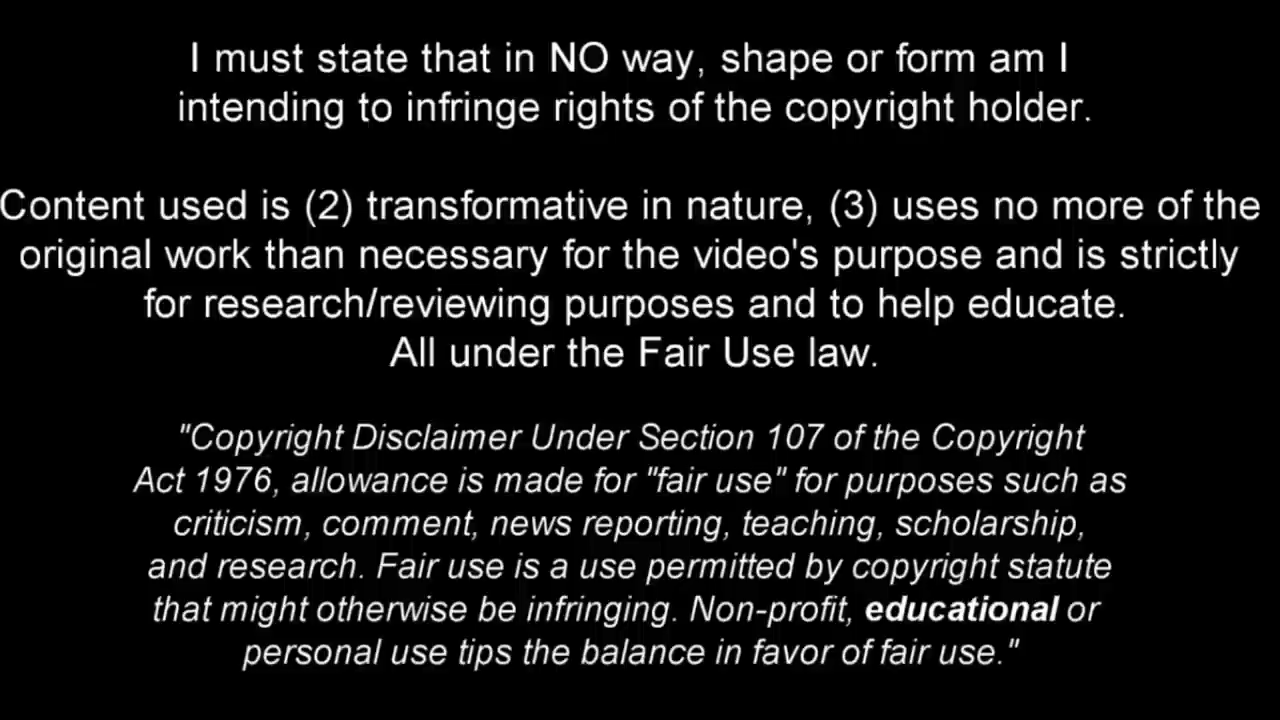 I must state that in NO way, shape or form am I
intending to infringe rights of the copyright holder.
Content used is (2) transformative in nature, (3) uses no more of the
original work than necessary for the video's purpose and is strictly
for research/reviewing purposes and to help educate.
All under the Fair Use law.
"Copyright Disclaimer Under Section 107 of the Copyright
Act 1976, allowance is made for "fair use" for purposes such as
criticism, comment, news reporting, teaching, scholarship,
and research. Fair use is a use permitted by copyright statute
that might otherwise be infringing. Non-profit, educational or
personal use tips the balance in favor of fair use."